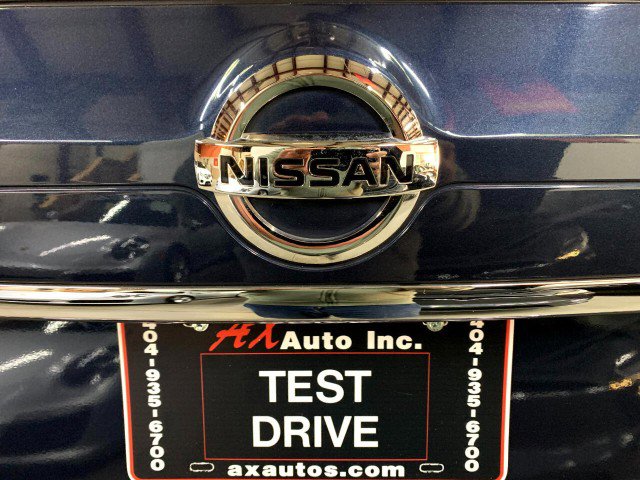 NISSAN
AX Auto Inc.
404-935-6700
TEST
DRIVE
404-935-6700
axautos.com